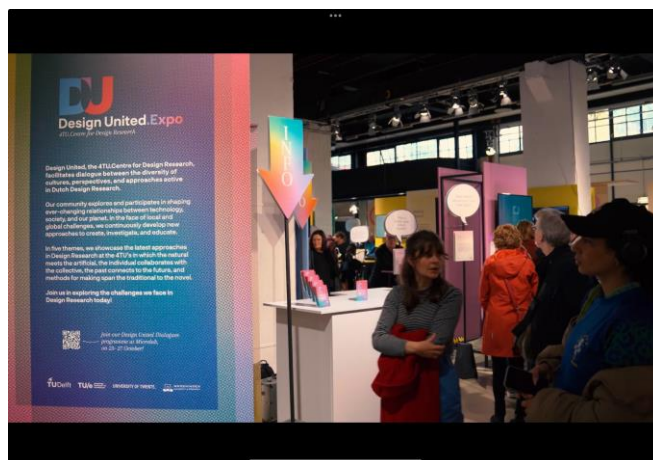 DU
Design United.Expo
4TU.Centre for Design Research
Design United, the 4TU.Centre for Design Research,
facilitates dialogue between the diversity of
cultures, perspectives, and approaches active
in Dutch Design Research.
Our community explores and participates in shaping
ever-changing relationships between technology,
society, and our planet. In the face of local and
global challenges, we continuously develop new
approaches to create, investigate, and educate.
In five themes, we showcase the latest approaches
in Design Research at the 4TU's in which the natural
meets the artificial, the individual collaborates with
the collective, the past connects to the future, and
methods for making span the traditional to the novel.
Join us in exploring the challenges we face in
Design Research today!
Join our Design United Dialogues
programme at Microlab,
on 23-27 October!
TUDelft TU/e UNIVERSITY OF TWENTE.
INFO
DU